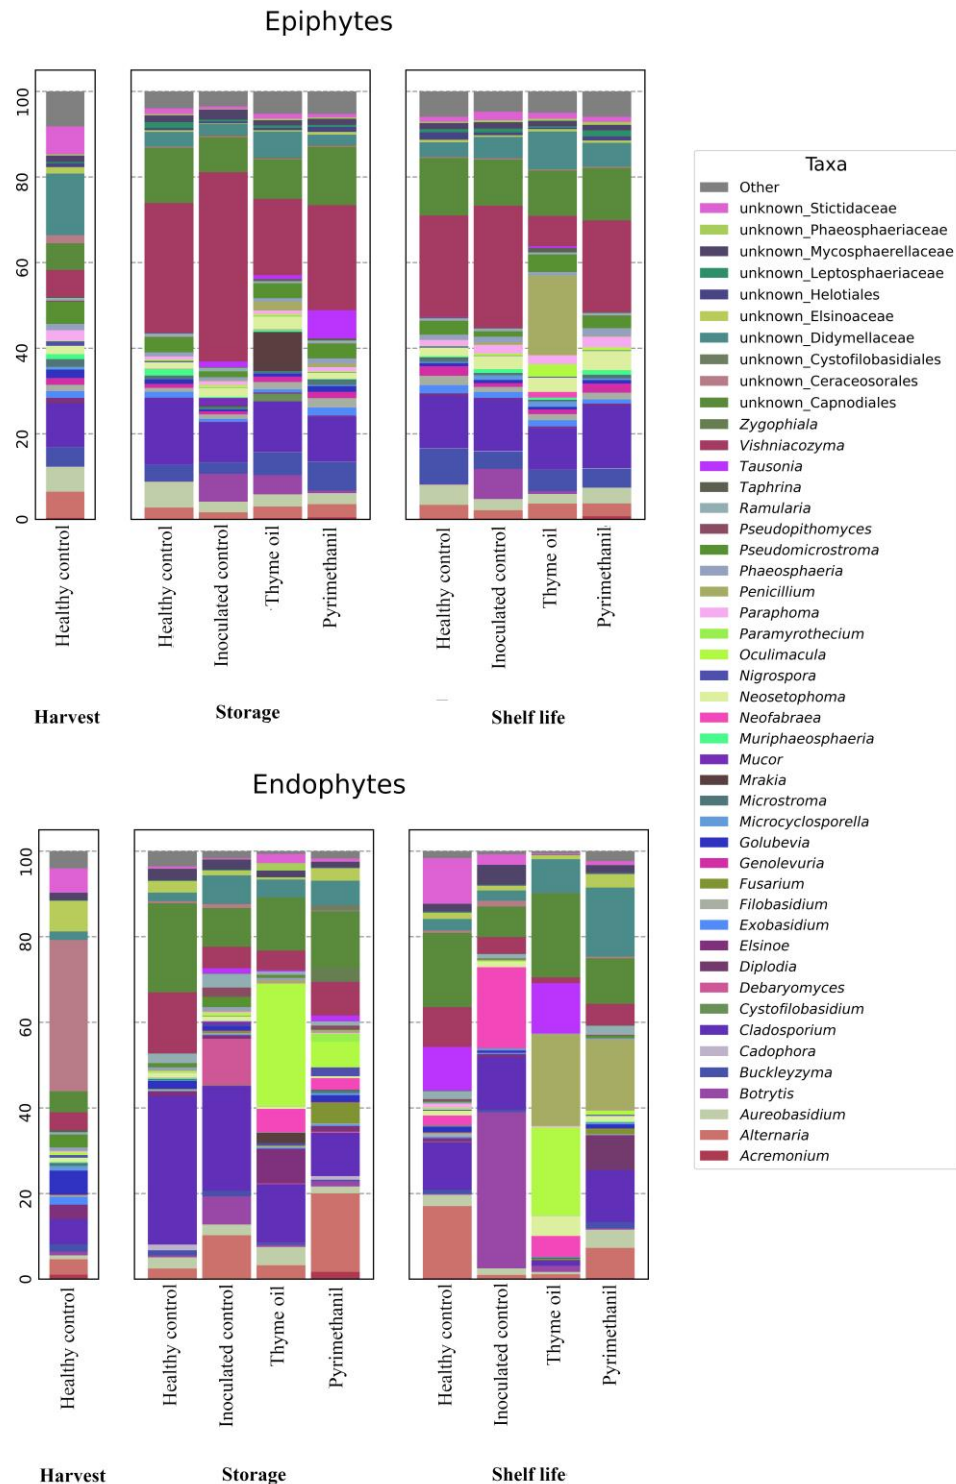 Epiphytes
100
80
60
40
20
0
Healthy control
Healthy control
Inoculated control
Thyme oil
Pyrimethanil
Healthy control
Inoculated control
Thyme oil
Pyrimethanil
Harvest
Storage
Shelf life
Endophytes
100
80
60
40
20
0
Healthy control
Healthy control
Inoculated control
Thyme oil
Pyrimethanil
Healthy control
Inoculated control
Thyme oil
Pyrimethanil
Harvest
Storage
Shelf life
Taxa
Other
unknown_Stictidaceae
unknown_Phaeosphaeriaceae
unknown_Mycosphaerellaceae
unknown_Leptosphaeriaceae
unknown_Helotiales
unknown_Elsinoaceae
unknown_Didymellaceae
unknown_Cystofilobasidiales
unknown_Ceraceosorales
unknown_Capnodiales
Zygophiala
Vishniacozyma
Tausonia
Taphrina
Ramularia
Pseudopithomyces
Pseudomicrostroma
Phaeosphaeria
Penicillium
Paraphoma
Paramyrothecium
Oculimacula
Nigrospora
Neosetophoma
Neofabraea
Muriphaeosphaeria
Mucor
Mrakia
Microstroma
Microcyclosporella
Golubevia
Genolevuria
Fusarium
Filobasidium
Exobasidium
Elsinoe
Diplodia
Debaryomyces
Cystofilobasidium
Cladosporium
Cadophora
Buckleyzyma
Botrytis
Aureobasidium
Alternaria
Acremonium